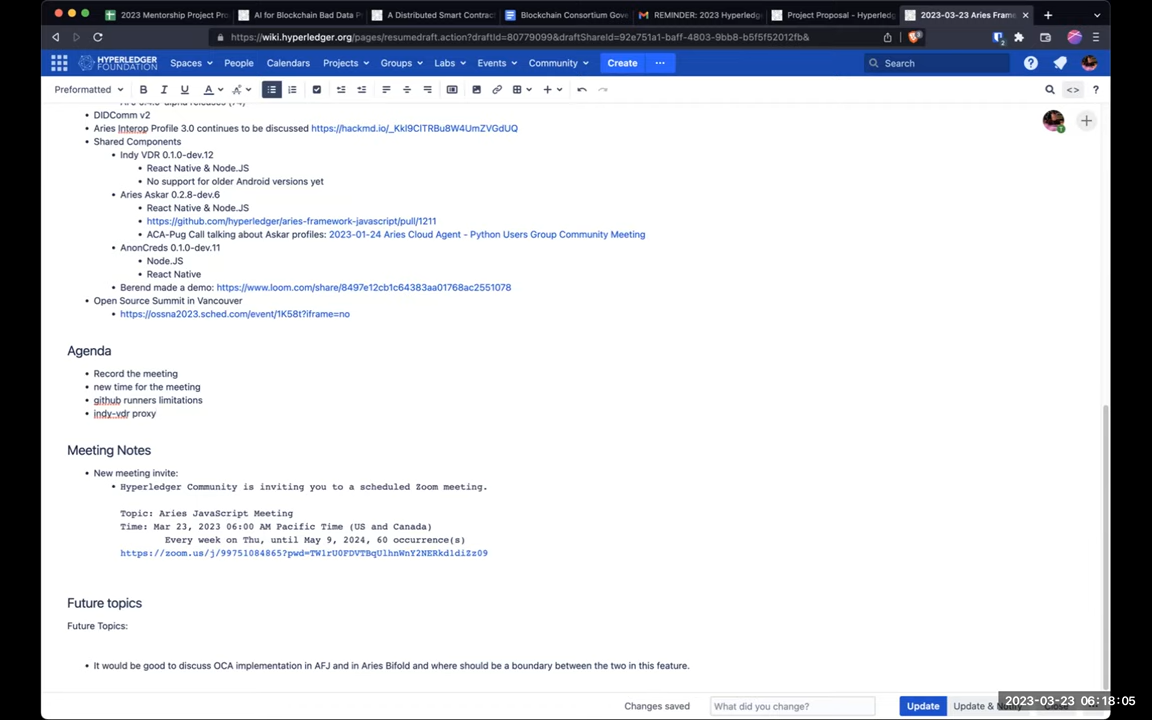 2023 Mentorship Project Pro
AI for Blockchain Bad Data P
A Distributed Smart Contract
Blockchain Consortium Gove
REMINDER: 2023 Hyperledg
Project Proposal - Hyperledg
2023-03-23 Aries Fram
https://wiki.hyperledger.org/pages/resumedraft.action?draftId=80779099&draftShareId=92e751a1-baff-4803-9bb8-b5f5f52012fb&
HYPERLEDGER FOUNDATION Spaces People Calendars Projects Groups Labs Events Community Create ... Search
Preformatted B I U A
DIDComm v2
Aries Interop Profile 3.0 continues to be discussed https://hackmd.io/_Kkl9ClTRBu8W4UmZVGdUQ
Shared Components
Indy VDR 0.1.0-dev.12
React Native & Node.JS
No support for older Android versions yet
Aries Askar 0.2.8-dev.6
React Native & Node.JS
https://github.com/hyperledger/aries-framework-javascript/pull/1211
ACA-Pug Call talking about Askar profiles: 2023-01-24 Aries Cloud Agent - Python Users Group Community Meeting
AnonCreds 0.1.0-dev.11
Node.JS
React Native
Berend made a demo: https://www.loom.com/share/8497e12cb1c64383aa01768ac2551078
Open Source Summit in Vancouver
https://ossna2023.sched.com/event/1K58t?iframe=no
Agenda
Record the meeting
new time for the meeting
github runners limitations
indy-vdr proxy
Meeting Notes
New meeting invite:
Hyperledger Community is inviting you to a scheduled Zoom meeting.
Topic: Aries JavaScript Meeting
Time: Mar 23, 2023 06:00 AM Pacific Time (US and Canada)
Every week on Thu, until May 9, 2024, 60 occurrence(s)
https://zoom.us/j/99751084865?pwd=TW1rU0FDVTBqUlhnWnY2NERkd1diZz09
Future topics
Future Topics:
It would be good to discuss OCA implementation in AFJ and in Aries Bifold and where should be a boundary between the two in this feature.
Changes saved What did you change? Update Update & Notify
2023-03-23 06:18:05